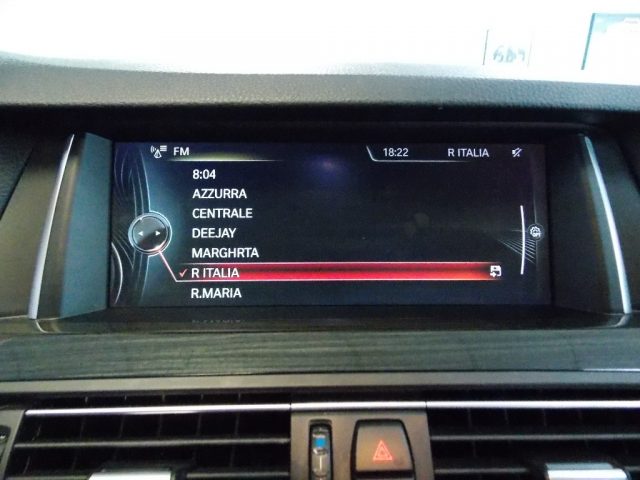 FM 18:22 R ITALIA
8:04
AZZURRA
CENTRALE
DEEJAY
MARGHRTA
R ITALIA
R.MARIA